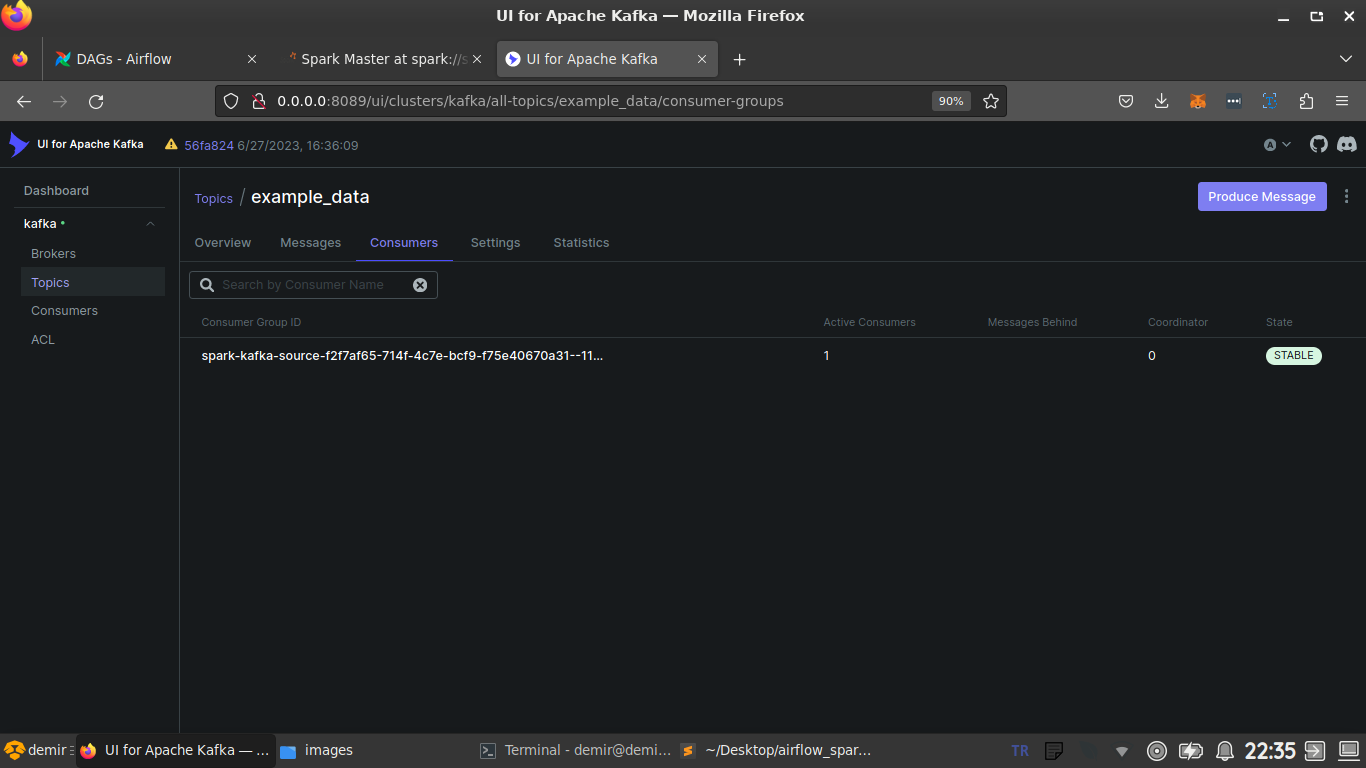 UI for Apache Kafka — Mozilla Firefox
DAGs - Airflow
Spark Master at spark://s
UI for Apache Kafka
0.0.0.0:8089/ui/clusters/kafka/all-topics/example_data/consumer-groups
90%
UI for Apache Kafka
56fa824 6/27/2023, 16:36:09
A
Dashboard
kafka
Brokers
Topics
Consumers
ACL
Topics / example_data
Produce Message
Overview
Messages
Consumers
Settings
Statistics
Search by Consumer Name
Consumer Group ID
Active Consumers
Messages Behind
Coordinator
State
spark-kafka-source-f2f7af65-714f-4c7e-bcf9-f75e40670a31--11...
1
0
STABLE
demir
UI for Apache Kafka — ...
images
Terminal - demir@demi...
~/Desktop/airflow_spar...
TR
22:35